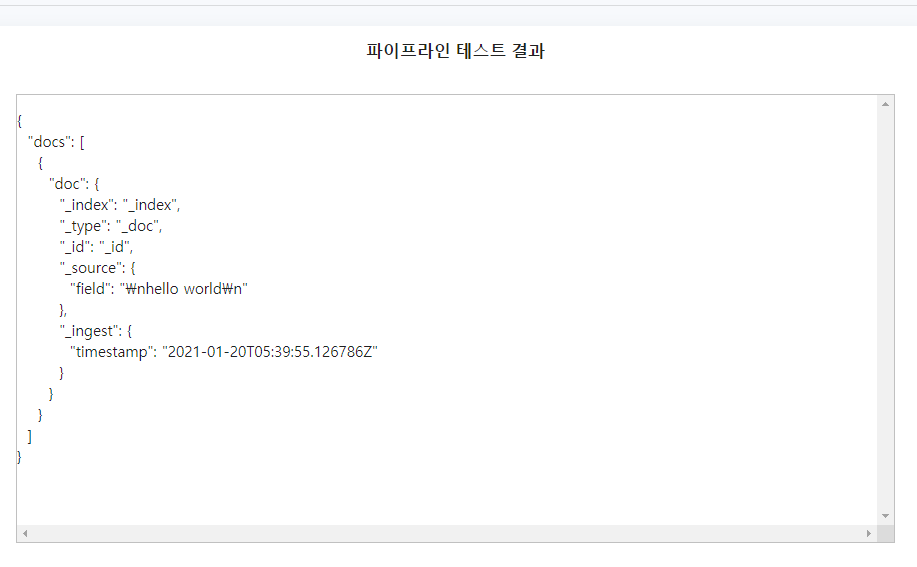 파이프라인 테스트 결과
{
  "docs": [
    {
      "doc": {
        "_index": "_index",
        "_type": "_doc",
        "_id": "_id",
        "_source": {
          "field": "₩nhello world₩n"
        },
        "_ingest": {
          "timestamp": "2021-01-20T05:39:55.126786Z"
        }
      }
    }
  ]
}